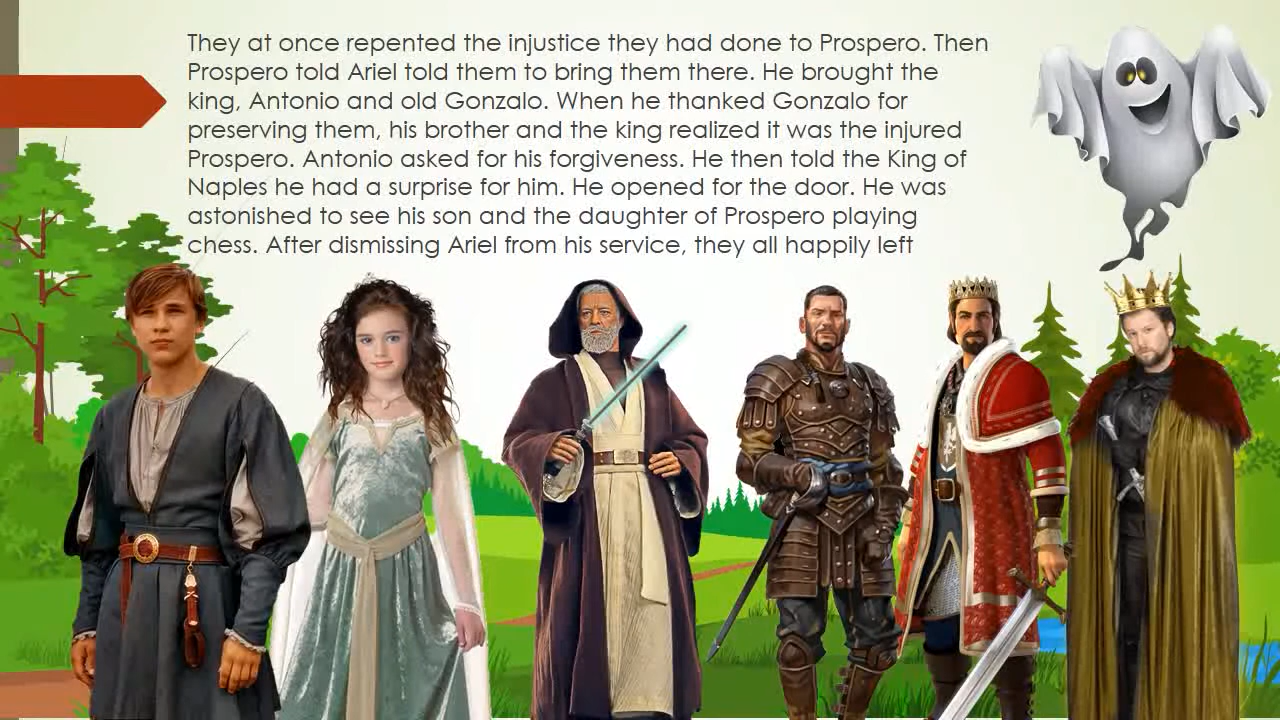 They at once repented the injustice they had done to Prospero. Then
Prospero told Ariel told them to bring them there. He brought the
king, Antonio and old Gonzalo. When he thanked Gonzalo for
preserving them, his brother and the king realized it was the injured
Prospero. Antonio asked for his forgiveness. He then told the King of
Naples he had a surprise for him. He opened for the door. He was
astonished to see his son and the daughter of Prospero playing
chess. After dismissing Ariel from his service, they all happily left